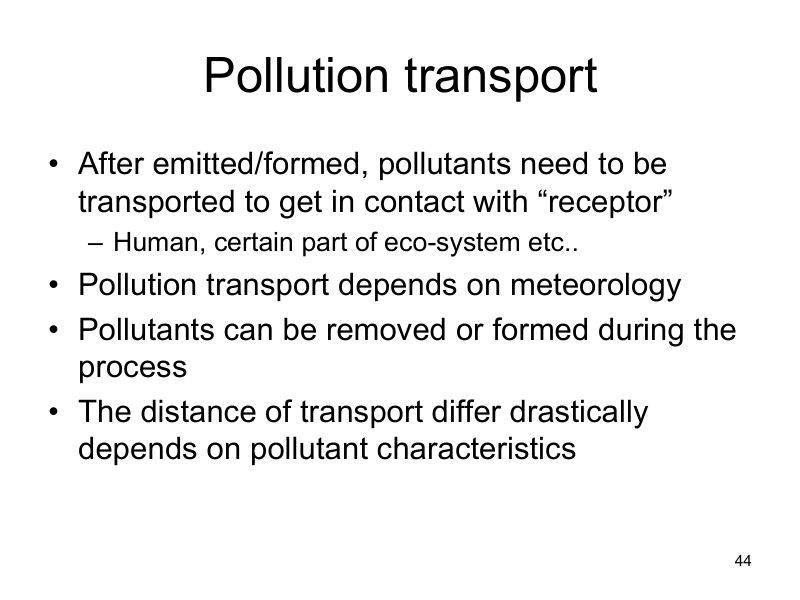 Pollution transport
• After emitted/formed, pollutants need to be
transported to get in contact with “receptor”
– Human, certain part of eco-system etc..
• Pollution transport depends on meteorology
• Pollutants can be removed or formed during the
process
• The distance of transport differ drastically
depends on pollutant characteristics
44